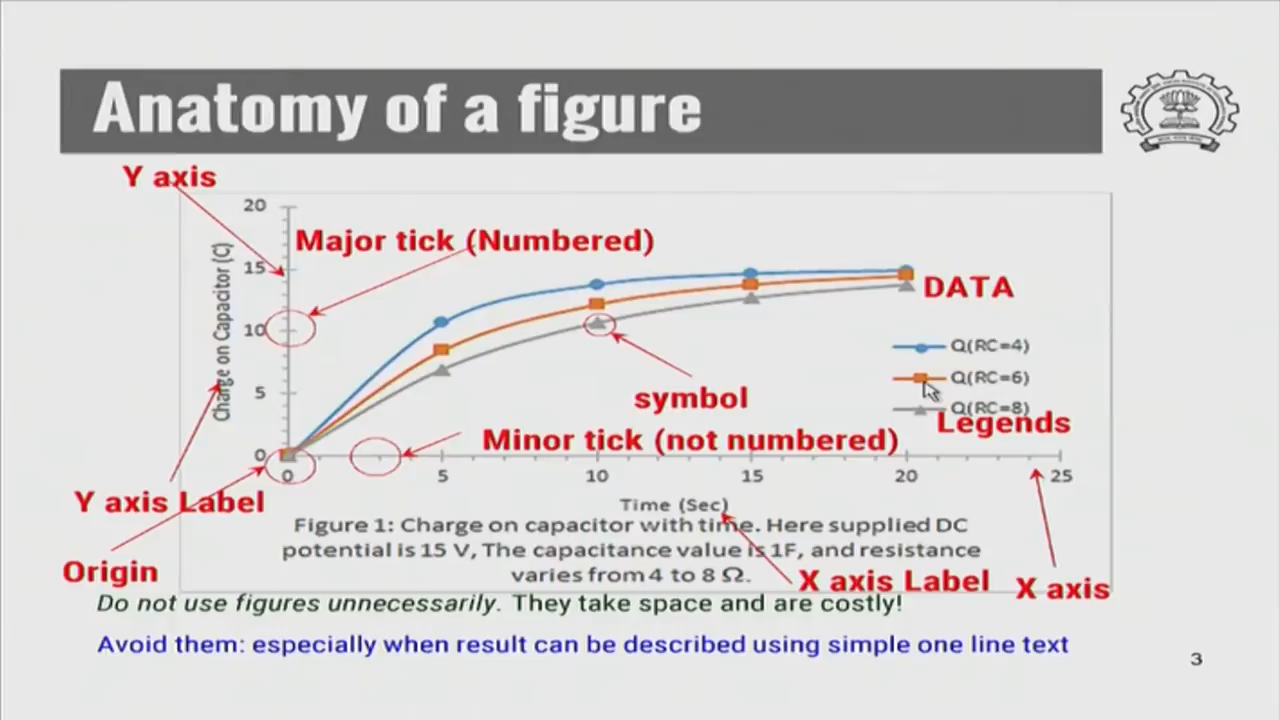 Anatomy of a figure
Y axis
20
Major tick (Numbered)
15
DATA
10
Charge on Capacitor (C)
Q(RC=4)
Q(RC=6)
5
symbol
Q(RC=8)
Legends
Minor tick (not numbered)
0
0 5 10 15 20 25
Y axis Label
Time (Sec)
Figure 1: Charge on capacitor with time. Here supplied DC
potential is 15 V, The capacitance value is 1F, and resistance
varies from 4 to 8 Ω.
Origin
X axis Label
X axis
Do not use figures unnecessarily. They take space and are costly!
Avoid them: especially when result can be described using simple one line text
3